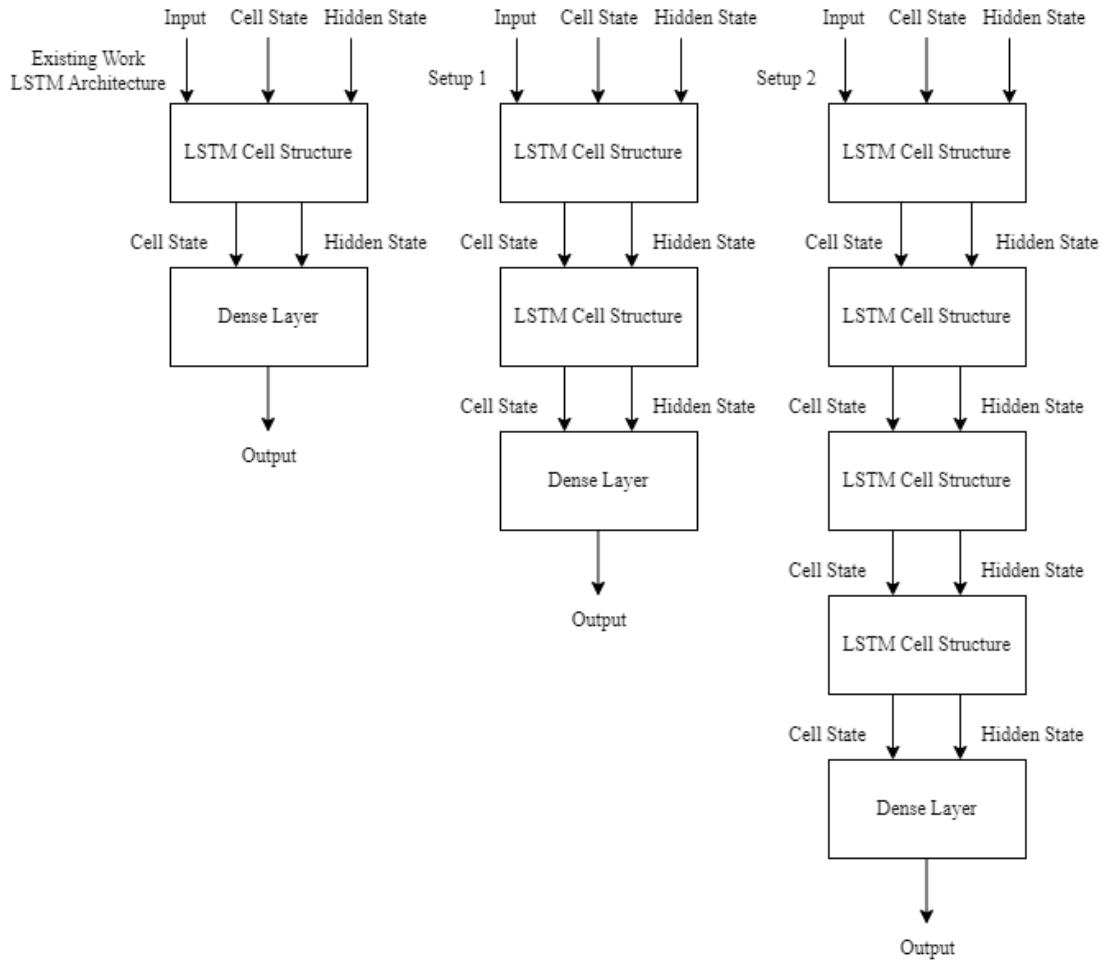 Input Cell State Hidden State
Existing Work
LSTM Architecture
LSTM Cell Structure
Cell State Hidden State
Dense Layer
Output
Input Cell State Hidden State
Setup 1
LSTM Cell Structure
Cell State Hidden State
LSTM Cell Structure
Cell State Hidden State
Dense Layer
Output
Input Cell State Hidden State
Setup 2
LSTM Cell Structure
Cell State Hidden State
LSTM Cell Structure
Cell State Hidden State
LSTM Cell Structure
Cell State Hidden State
LSTM Cell Structure
Cell State Hidden State
Dense Layer
Output